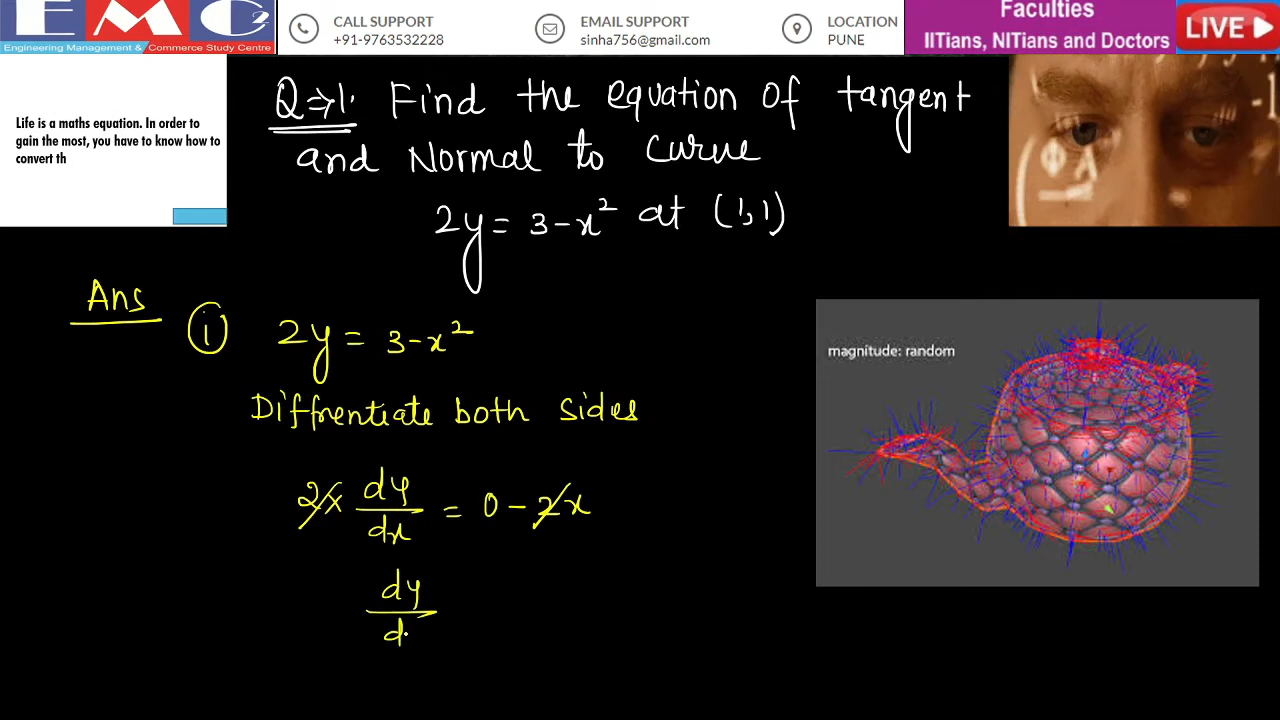 EMC2
Engineering Management & Commerce Study Centre
CALL SUPPORT
+91-9763532228
EMAIL SUPPORT
sinha756@gmail.com
LOCATION
PUNE
Faculties
IITians, NITians and Doctors
LIVE
Life is a maths equation. In order to
gain the most, you have to know how to
convert th
Q⇒1. Find the equation of tangent
and Normal to curve
2y = 3-x² at (1,1)
Ans
① 2y = 3-x²
Diffrentiate both sides
2× dy/dx = 0 - 2x
dy/d
magnitude: random